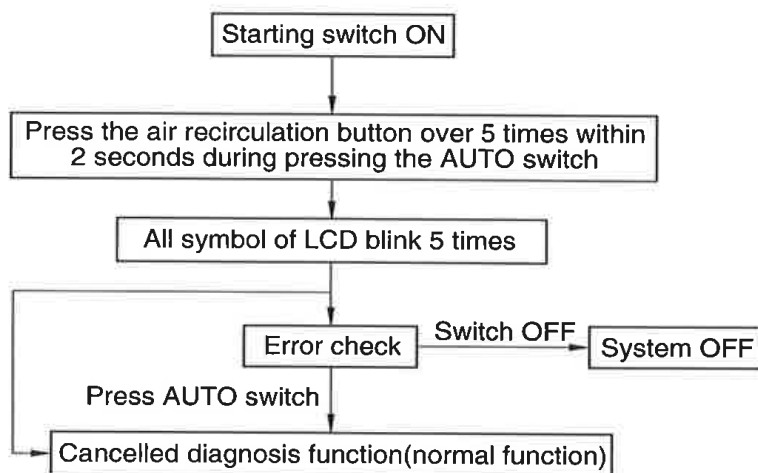 Starting switch ON
Press the air recirculation button over 5 times within
2 seconds during pressing the AUTO switch
All symbol of LCD blink 5 times
Error check
Switch OFF
System OFF
Press AUTO switch
Cancelled diagnosis function(normal function)